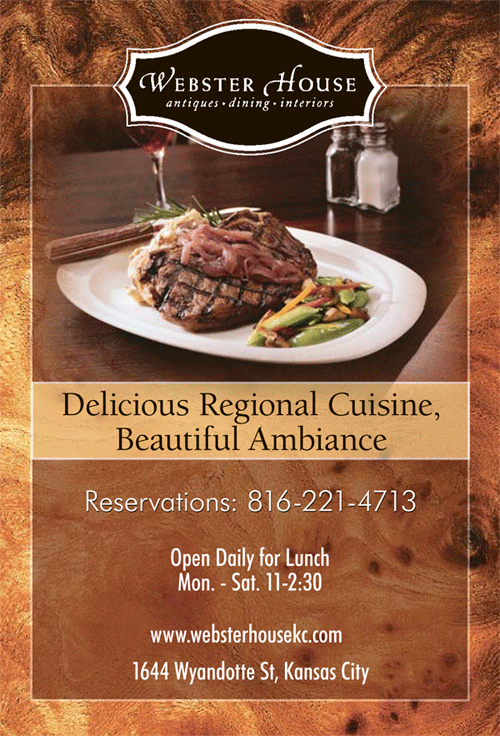 Webster House
antiques • dining • interiors
Delicious Regional Cuisine,
Beautiful Ambiance
Reservations: 816-221-4713
Open Daily for Lunch
Mon. - Sat. 11-2:30
www.websterhousekc.com
1644 Wyandotte St, Kansas City